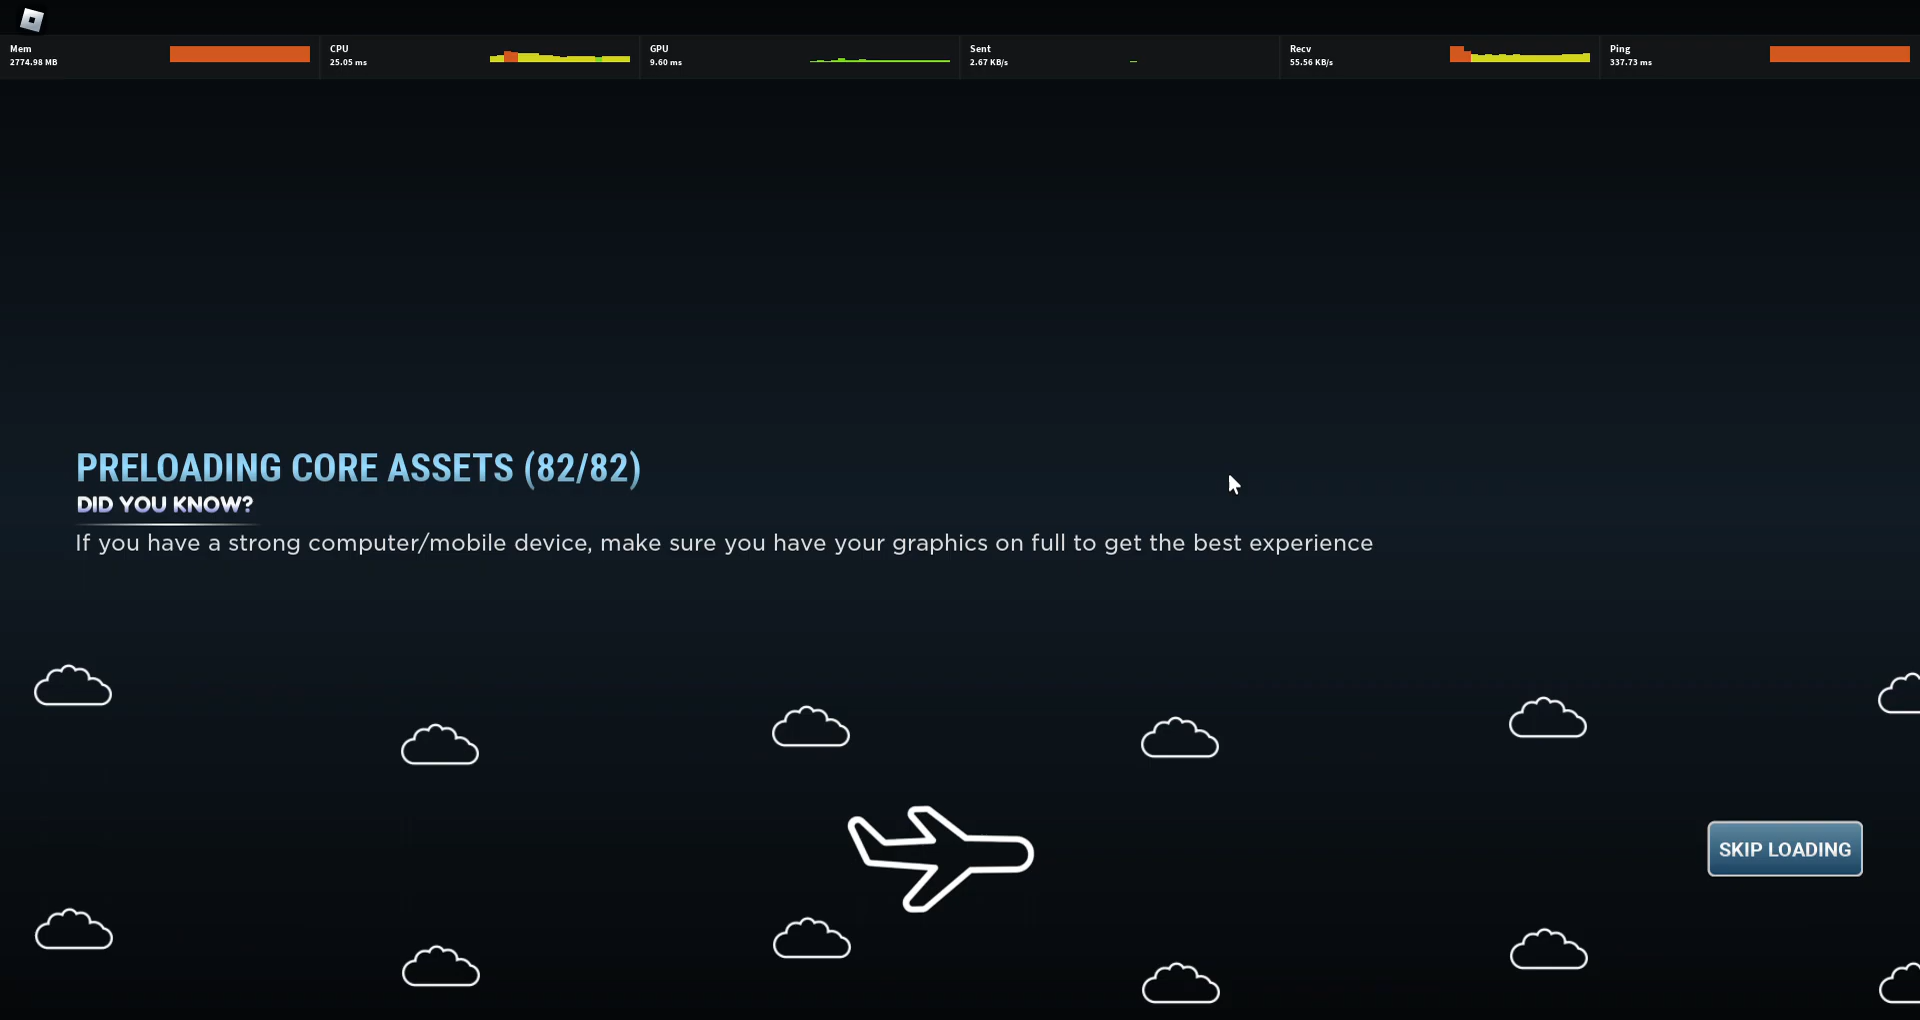 Mem
2774.98 MB
CPU
25.05 ms
GPU
9.60 ms
Sent
2.67 KB/s
Recv
55.56 KB/s
Ping
337.73 ms
PRELOADING CORE ASSETS (82/82)
DID YOU KNOW?
If you have a strong computer/mobile device, make sure you have your graphics on full to get the best experience
SKIP LOADING